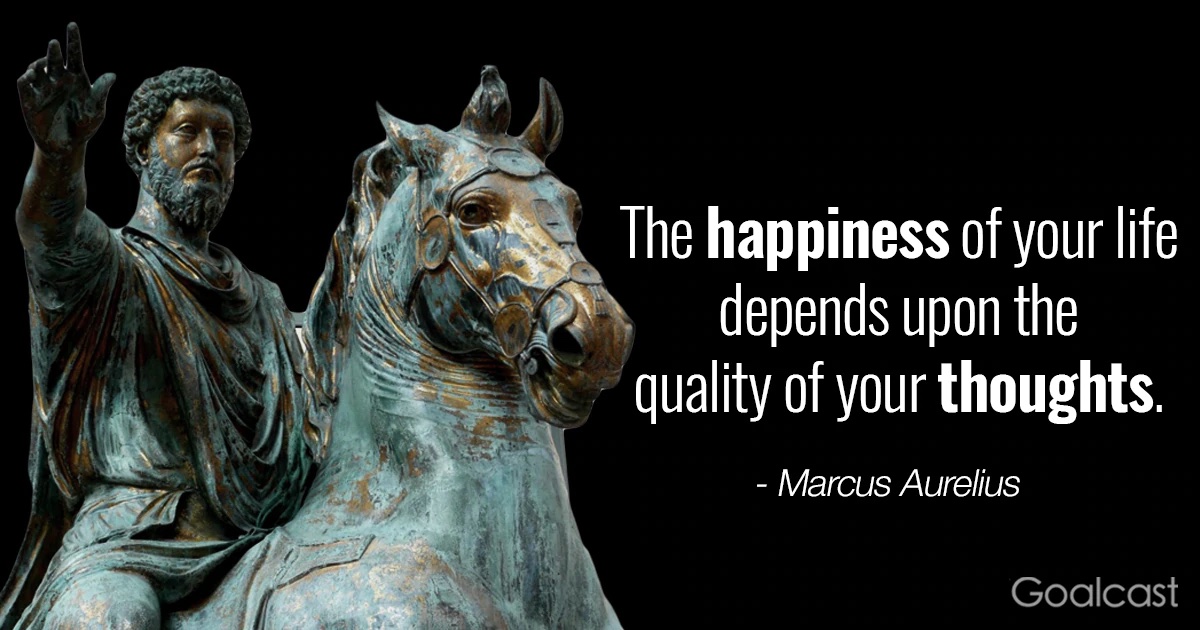 The happiness of your life
depends upon the
quality of your thoughts.
- Marcus Aurelius
Goalcast